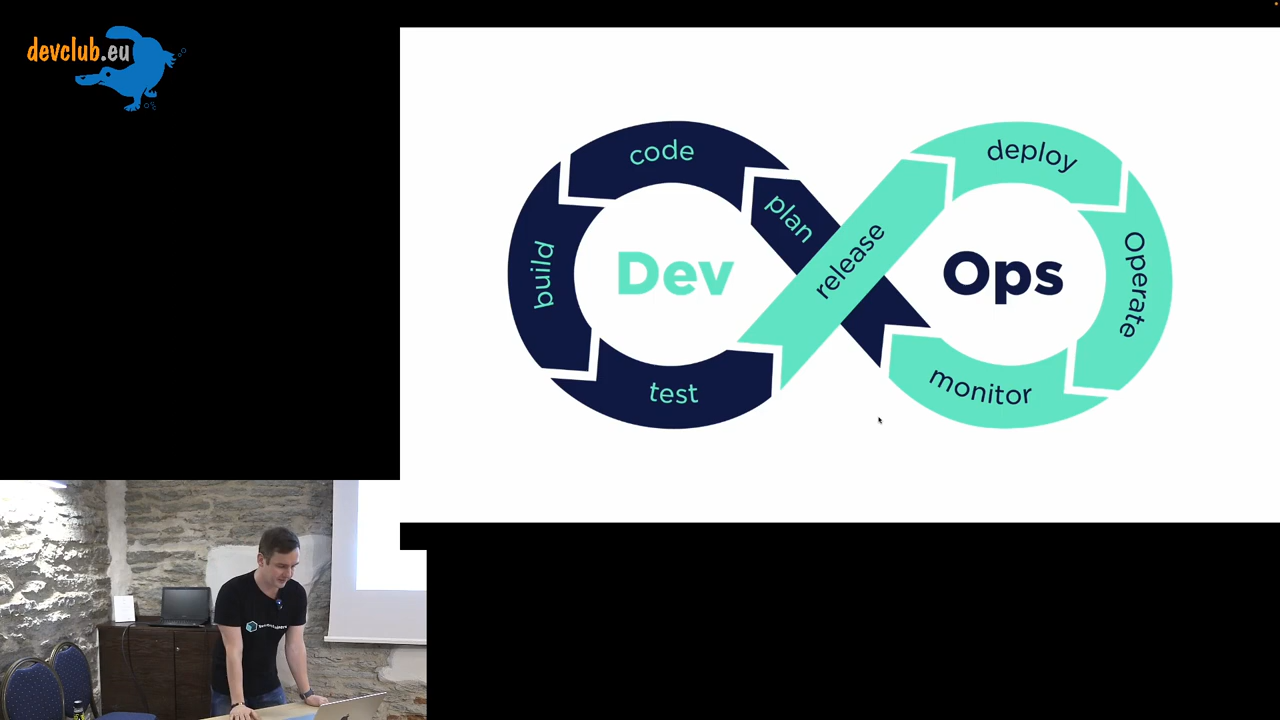 devclub.eu
code
deploy
plan
release
build
Dev
Ops
Operate
test
monitor